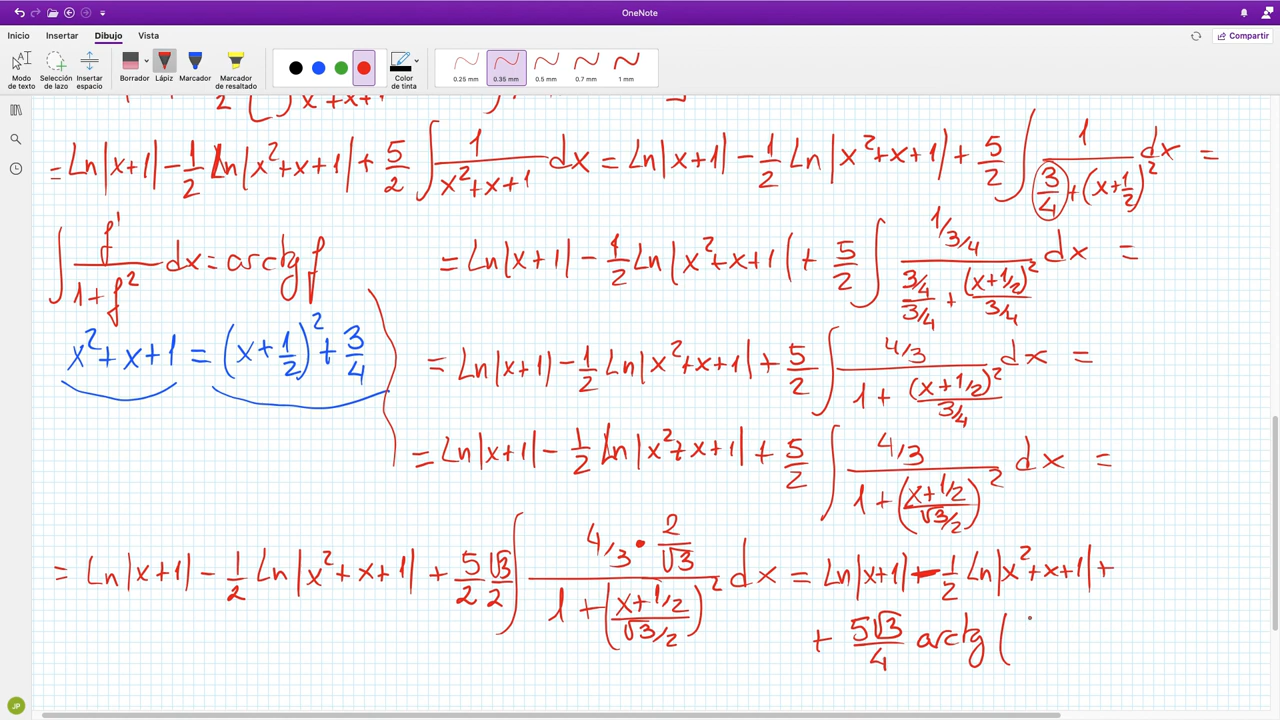 OneNote
Inicio Insertar Dibujo Vista Compartir
Modo de texto Selección de lazo Insertar espacio Borrador Lápiz Marcador Marcador de resaltado Color de tinta 0.25 mm 0.35 mm 0.5 mm 0.7 mm 1 mm
= Ln|x+1| - 1/2 Ln|x²+x+1| + 5/2 ∫ 1/(x²+x+1) dx = Ln|x+1| - 1/2 Ln|x²+x+1| + 5/2 ∫ 1/(3/4+(x+1/2)²) dx =
∫ f'/(1+f²) dx = arctg f
= Ln|x+1| - 1/2 Ln|x²+x+1| + 5/2 ∫ (1/3/4)/((3/4)/(3/4) + (x+1/2)²/(3/4)) dx =
x²+x+1 = (x+1/2)² + 3/4
= Ln|x+1| - 1/2 Ln|x²+x+1| + 5/2 ∫ (4/3)/(1 + (x+1/2)²/(3/4)) dx =
= Ln|x+1| - 1/2 Ln|x²+x+1| + 5/2 ∫ (4/3)/(1+((x+1/2)/(√3/2))²) dx =
= Ln|x+1| - 1/2 Ln|x²+x+1| + 5/2 √3/2 ∫ (4/3 · 2/√3)/(1+((x+1/2)/(√3/2))²) dx = Ln|x+1| - 1/2 Ln|x²+x+1| +
+ 5√3/4 arctg (
JP